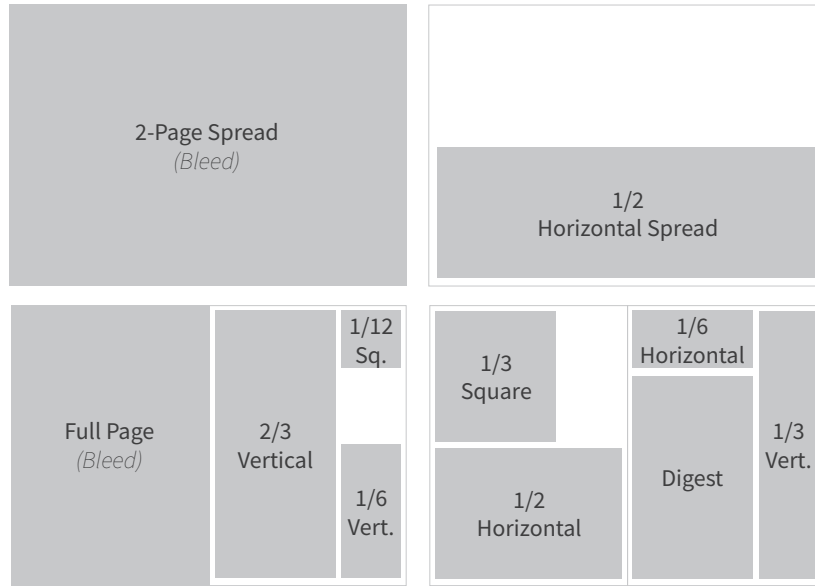 2-Page Spread
(Bleed)
1/2
Horizontal Spread
Full Page
(Bleed)
2/3
Vertical
1/12
Sq.
1/6
Vert.
1/3
Square
1/2
Horizontal
1/6
Horizontal
Digest
1/3
Vert.